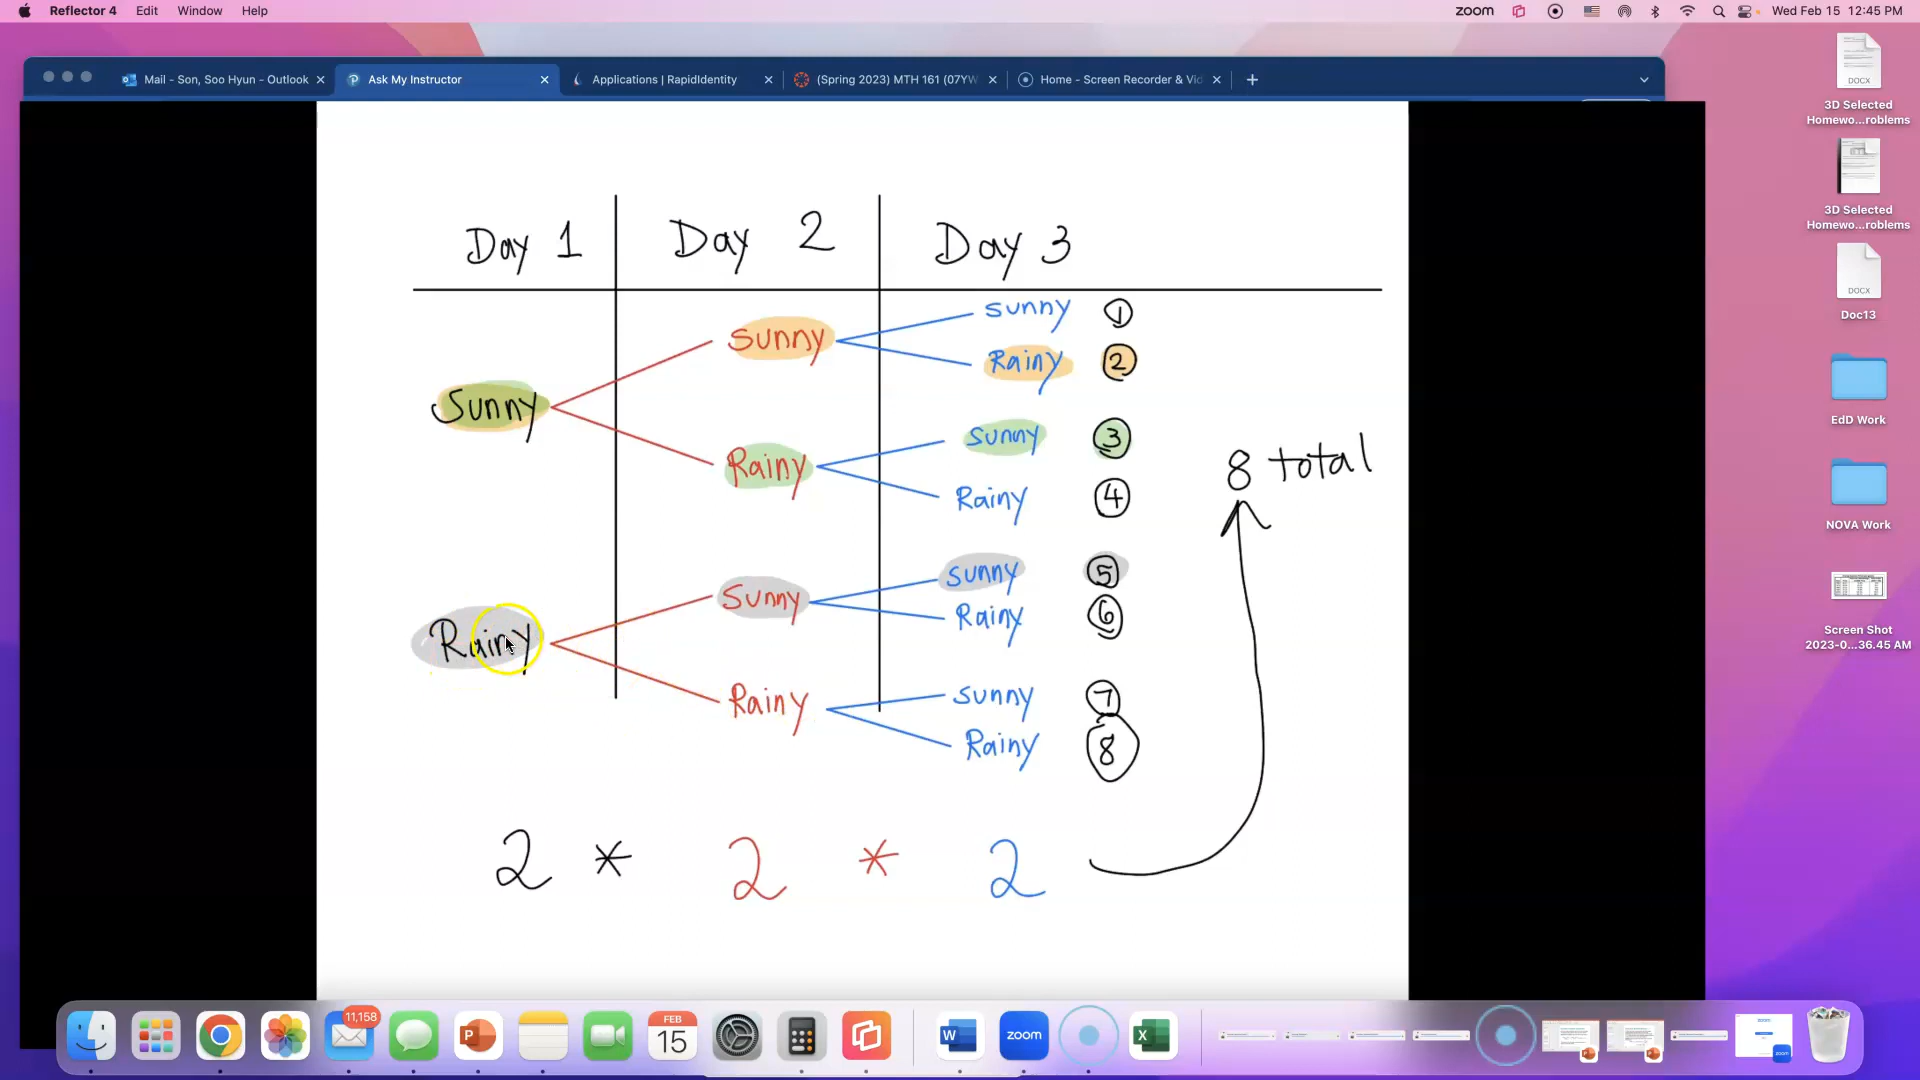 Reflector 4 Edit Window Help zoom Wed Feb 15 12:45 PM
Mail - Son, Soo Hyun - Outlook Ask My Instructor Applications | RapidIdentity (Spring 2023) MTH 161 (07YW Home - Screen Recorder & Vid
DOCX
3D Selected
Homewo...roblems
3D Selected
Homewo...roblems
DOCX
Doc13
EdD Work
NOVA Work
Screen Shot
2023-0...36.45 AM
Day 1 Day 2 Day 3
Sunny 1
Sunny
Rainy 2
Sunny
Sunny 3
Rainy
Rainy 4
8 total
Sunny 5
Sunny
Rainy 6
Rainy
Sunny 7
Rainy
Rainy 8
2 * 2 * 2
11,158
FEB
15
zoom